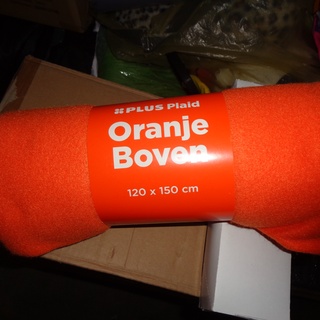 PLUS Plaid
Oranje
Boven
120 x 150 cm